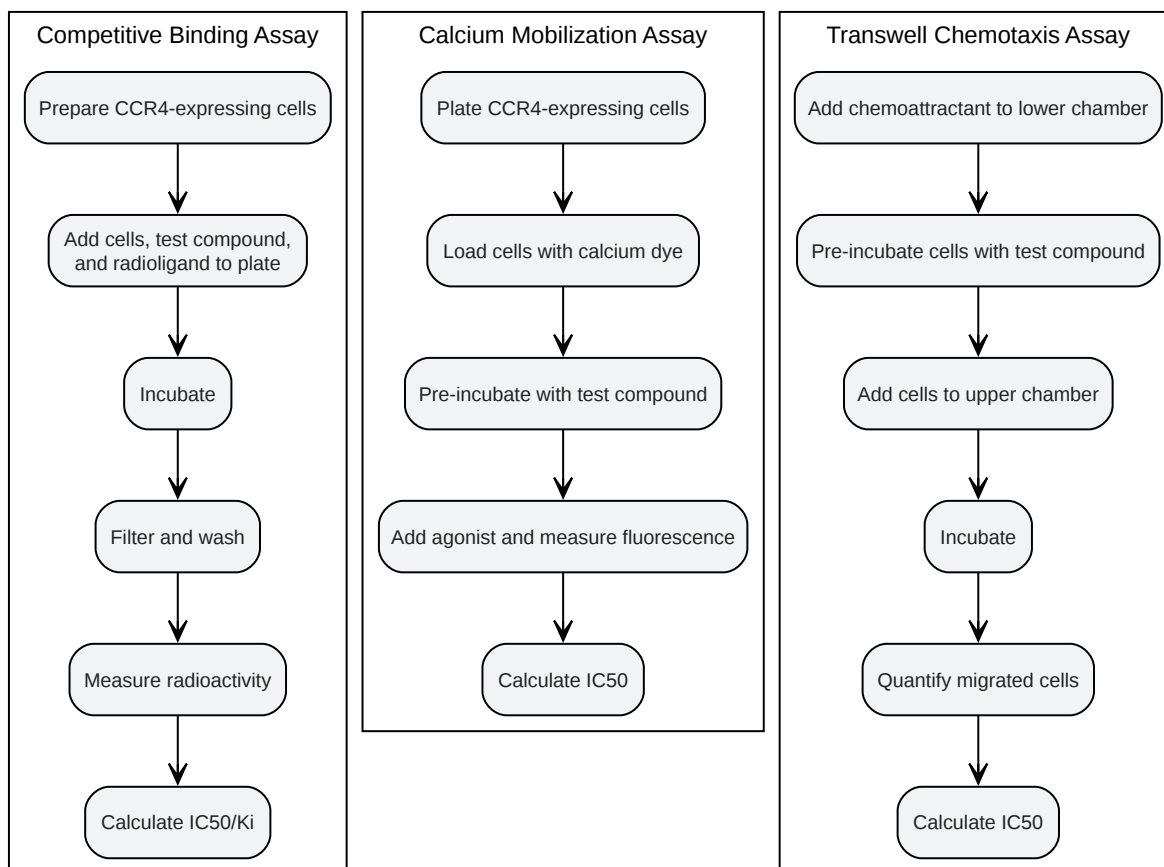 Competitive Binding Assay
Prepare CCR4-expressing cells
Add cells, test compound,
and radioligand to plate
Incubate
Filter and wash
Measure radioactivity
Calculate IC50/Ki
Calcium Mobilization Assay
Plate CCR4-expressing cells
Load cells with calcium dye
Pre-incubate with test compound
Add agonist and measure fluorescence
Calculate IC50
Transwell Chemotaxis Assay
Add chemoattractant to lower chamber
Pre-incubate cells with test compound
Add cells to upper chamber
Incubate
Quantify migrated cells
Calculate IC50